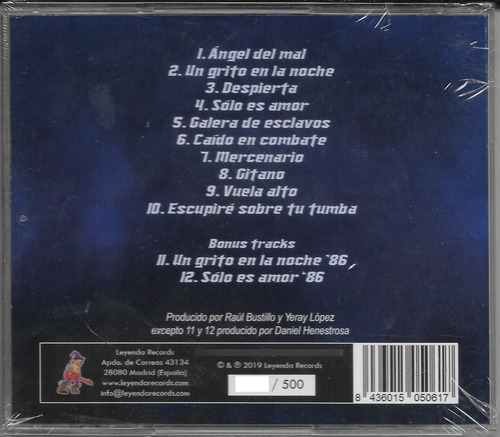 1. Ángel del mal
2. Un grito en la noche
3. Despierta
4. Sólo es amor
5. Galera de esclavos
6. Caído en combate
7. Mercenario
8. Gitano
9. Vuela alto
10. Escupiré sobre tu tumba
Bonus tracks
11. Un grito en la noche '86
12. Sólo es amor '86
Producido por Raúl Bustillo y Yeray López
excepto 11 y 12 producido por Daniel Henestrosa
Leyenda Records
Apdo. de Correos 43134
28080 Madrid (España)
www.leyendarecords.com
info@leyendarecords.com
© & ℗ 2019 Leyenda Records
/ 500
8 436015 050617